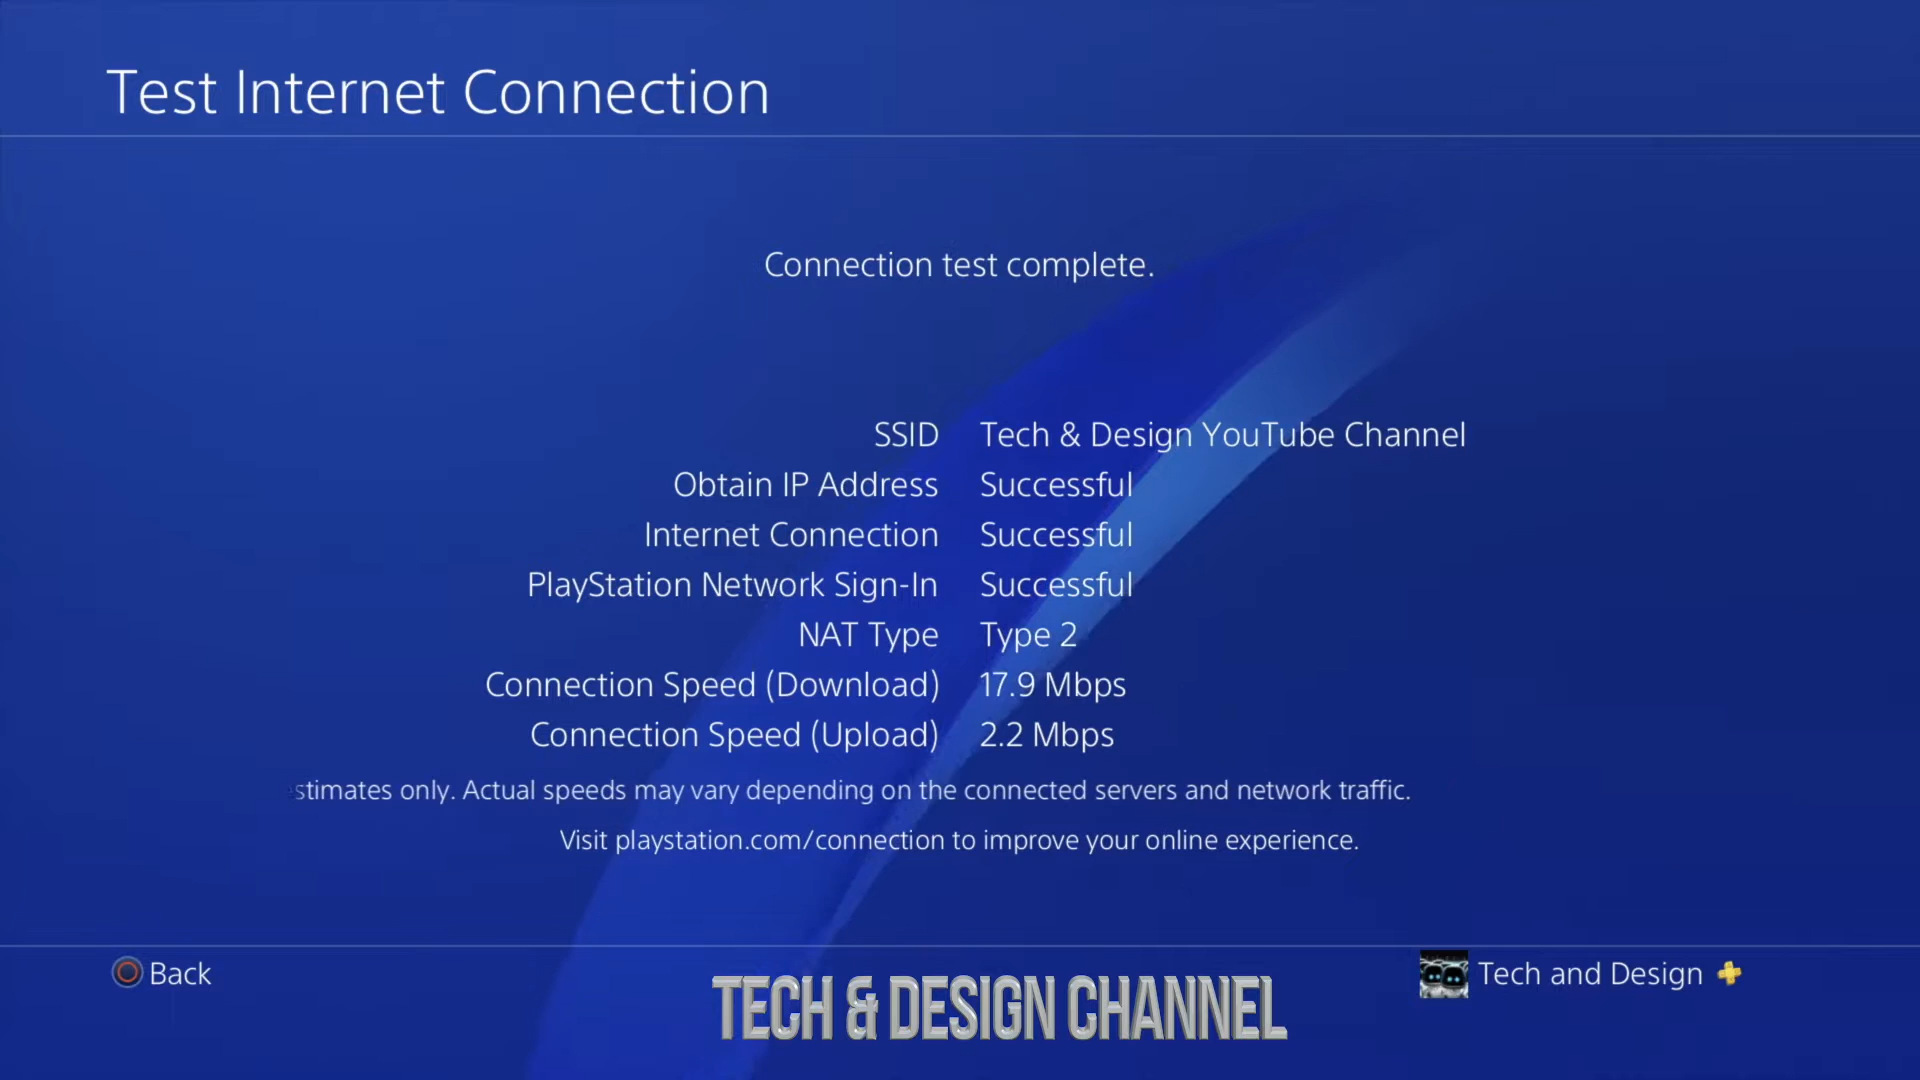 Test Internet Connection
Connection test complete.
SSID Tech & Design YouTube Channel
Obtain IP Address Successful
Internet Connection Successful
PlayStation Network Sign-In Successful
NAT Type Type 2
Connection Speed (Download) 17.9 Mbps
Connection Speed (Upload) 2.2 Mbps
stimates only. Actual speeds may vary depending on the connected servers and network traffic.
Visit playstation.com/connection to improve your online experience.
Back
Tech and Design
TECH & DESIGN CHANNEL